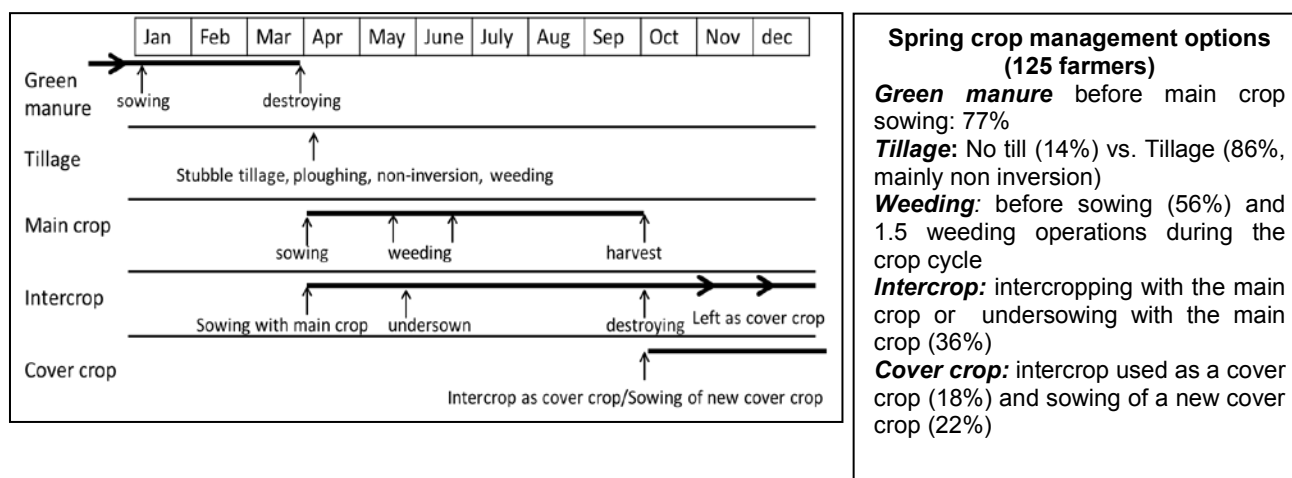 Jan Feb Mar Apr May June July Aug Sep Oct Nov dec
Green
manure
sowing destroying
Tillage
Stubble tillage, ploughing, non-inversion, weeding
Main crop
sowing weeding harvest
Intercrop
Sowing with main crop undersown destroying Left as cover crop
Cover crop
Intercrop as cover crop/Sowing of new cover crop
Spring crop management options
(125 farmers)
Green manure before main crop
sowing: 77%
Tillage: No till (14%) vs. Tillage (86%,
mainly non inversion)
Weeding: before sowing (56%) and
1.5 weeding operations during the
crop cycle
Intercrop: intercropping with the main
crop or undersowing with the main
crop (36%)
Cover crop: intercrop used as a cover
crop (18%) and sowing of a new cover
crop (22%)